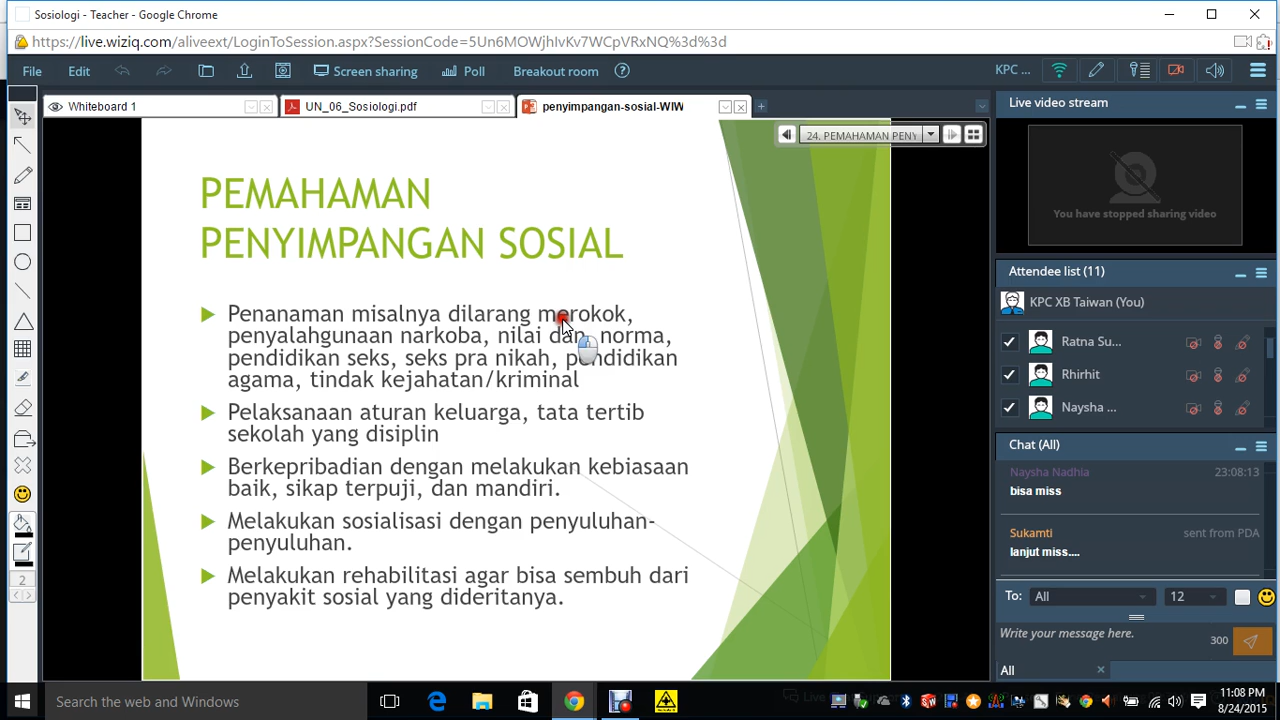 Sosiologi - Teacher - Google Chrome
https://live.wiziq.com/aliveext/LoginToSession.aspx?SessionCode=5Un6MOWjhIvKv7WCpVRxNQ%3d%3d
File Edit Screen sharing Poll Breakout room KPC ...
Whiteboard 1 UN_06_Sosiologi.pdf penyimpangan-sosial-WIW
Live video stream
24. PEMAHAMAN PENY
You have stopped sharing video
PEMAHAMAN
PENYIMPANGAN SOSIAL
Penanaman misalnya dilarang merokok,
penyalahgunaan narkoba, nilai dan norma,
pendidikan seks, seks pra nikah, pendidikan
agama, tindak kejahatan/kriminal
Pelaksanaan aturan keluarga, tata tertib
sekolah yang disiplin
Berkepribadian dengan melakukan kebiasaan
baik, sikap terpuji, dan mandiri.
Melakukan sosialisasi dengan penyuluhan-
penyuluhan.
Melakukan rehabilitasi agar bisa sembuh dari
penyakit sosial yang dideritanya.
Attendee list (11)
KPC XB Taiwan (You)
Ratna Su...
Rhirhit
Naysha ...
Chat (All)
Naysha Nadhia 23:08:13
bisa miss
Sukamti sent from PDA
lanjut miss....
To: All 12
Write your message here. 300
All
2
Search the web and Windows
11:08 PM
8/24/2015